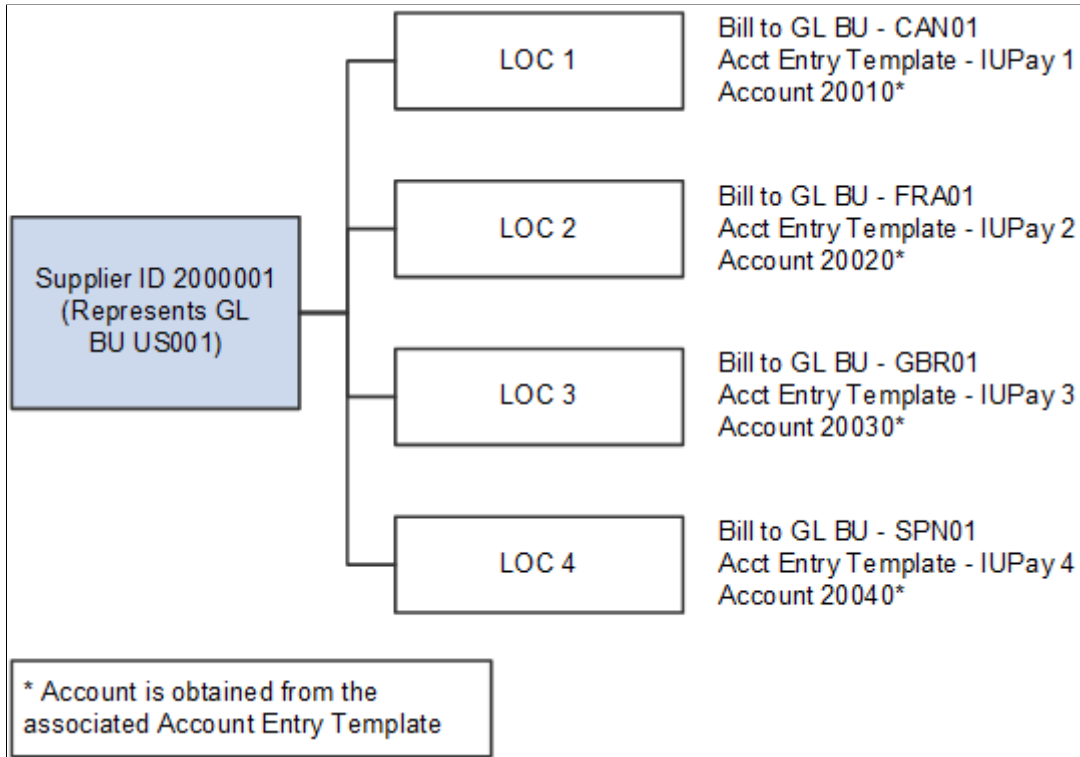 LOC 1
Bill to GL BU - CAN01
Acct Entry Template - IUPay 1
Account 20010*
LOC 2
Bill to GL BU - FRA01
Acct Entry Template - IUPay 2
Account 20020*
Supplier ID 2000001
(Represents GL
BU US001)
LOC 3
Bill to GL BU - GBR01
Acct Entry Template - IUPay 3
Account 20030*
LOC 4
Bill to GL BU - SPN01
Acct Entry Template - IUPay 4
Account 20040*
* Account is obtained from the
associated Account Entry Template